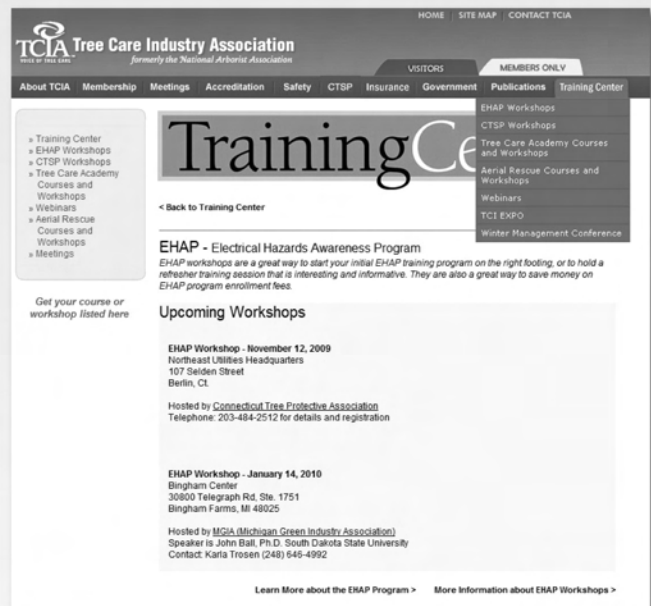 HOME | SITE MAP | CONTACT TCIA
TCIA Tree Care Industry Association
VOICE OF TREE CARE
formerly the National Arborist Association
VISITORS
MEMBERS ONLY
About TCIA Membership Meetings Accreditation Safety CTSP Insurance Government Publications Training Center
EHAP Workshops
CTSP Workshops
Tree Care Academy Courses
and Workshops
Aerial Rescue Courses and
Workshops
Webinars
TCI EXPO
Winter Management Conference
» Training Center
» EHAP Workshops
» CTSP Workshops
» Tree Care Academy
Courses and
Workshops
» Webinars
» Aerial Rescue
Courses and
Workshops
» Meetings
Get your course or
workshop listed here
TrainingCe
< Back to Training Center
EHAP - Electrical Hazards Awareness Program
EHAP workshops are a great way to start your initial EHAP training program on the right footing, or to hold a
refresher training session that is interesting and informative. They are also a great way to save money on
EHAP program enrollment fees.
Upcoming Workshops
EHAP Workshop - November 12, 2009
Northeast Utilities Headquarters
107 Selden Street
Berlin, Ct.
Hosted by Connecticut Tree Protective Association
Telephone: 203-484-2512 for details and registration
EHAP Workshop - January 14, 2010
Bingham Center
30800 Telegraph Rd, Ste. 1751
Bingham Farms, MI 48025
Hosted by MGIA (Michigan Green Industry Association)
Speaker is John Ball, Ph.D. South Dakota State University
Contact: Karla Trosen (248) 646-4992
Learn More about the EHAP Program > More Information about EHAP Workshops >